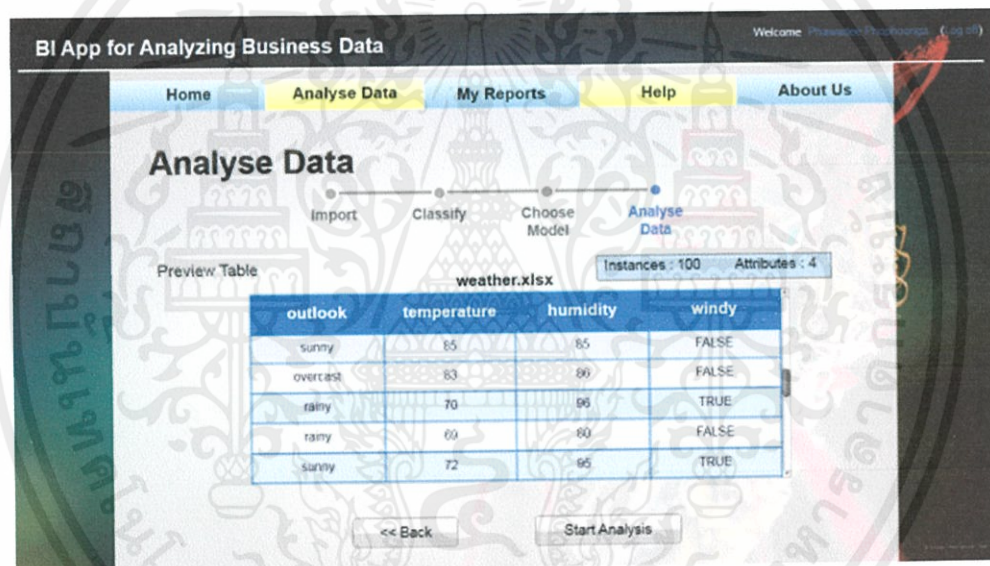 BI App for Analyzing Business Data
Welcome
(Log off)
Home Analyse Data My Reports Help About Us
Analyse Data
Import Classify Choose Model Analyse Data
Preview Table
weather.xlsx
Instances : 100 Attributes : 4
outlook temperature humidity windy
sunny 85 85 FALSE
overcast 83 86 FALSE
rainy 70 96 TRUE
rainy 69 80 FALSE
sunny 72 95 TRUE
<< Back Start Analysis